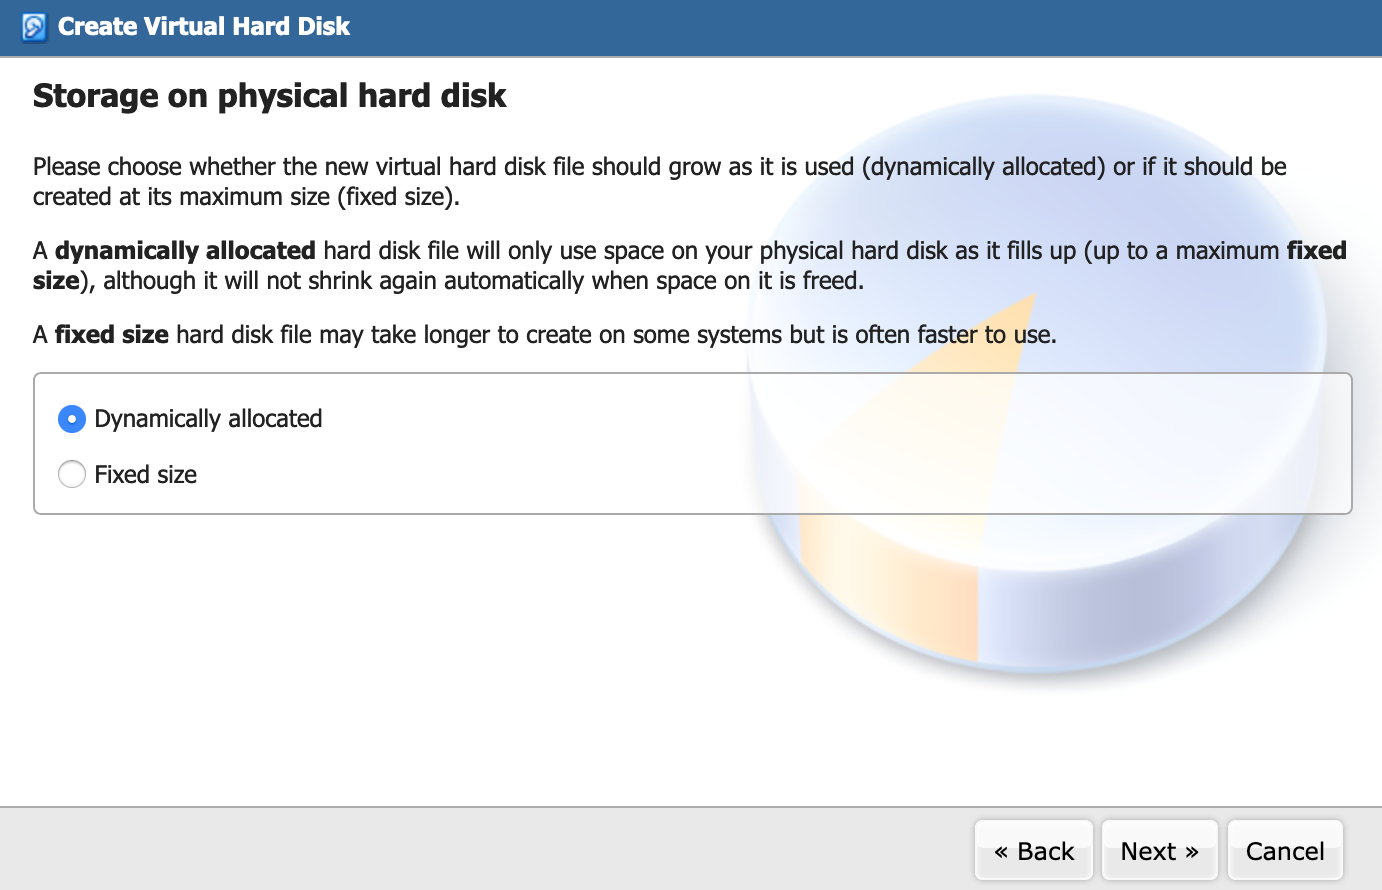 Create Virtual Hard Disk
Storage on physical hard disk
Please choose whether the new virtual hard disk file should grow as it is used (dynamically allocated) or if it should be
created at its maximum size (fixed size).
A dynamically allocated hard disk file will only use space on your physical hard disk as it fills up (up to a maximum fixed
size), although it will not shrink again automatically when space on it is freed.
A fixed size hard disk file may take longer to create on some systems but is often faster to use.
Dynamically allocated
Fixed size
« Back Next » Cancel